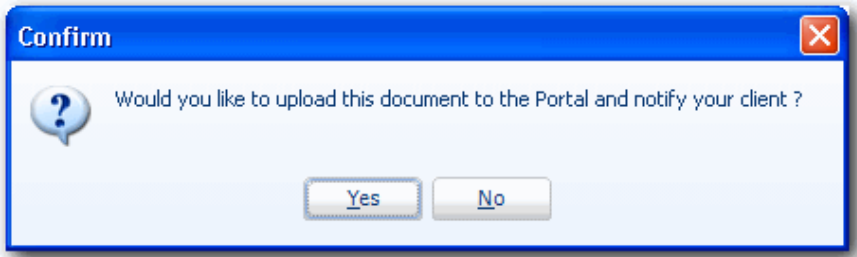 Confirm
Would you like to upload this document to the Portal and notify your client ?
Yes No